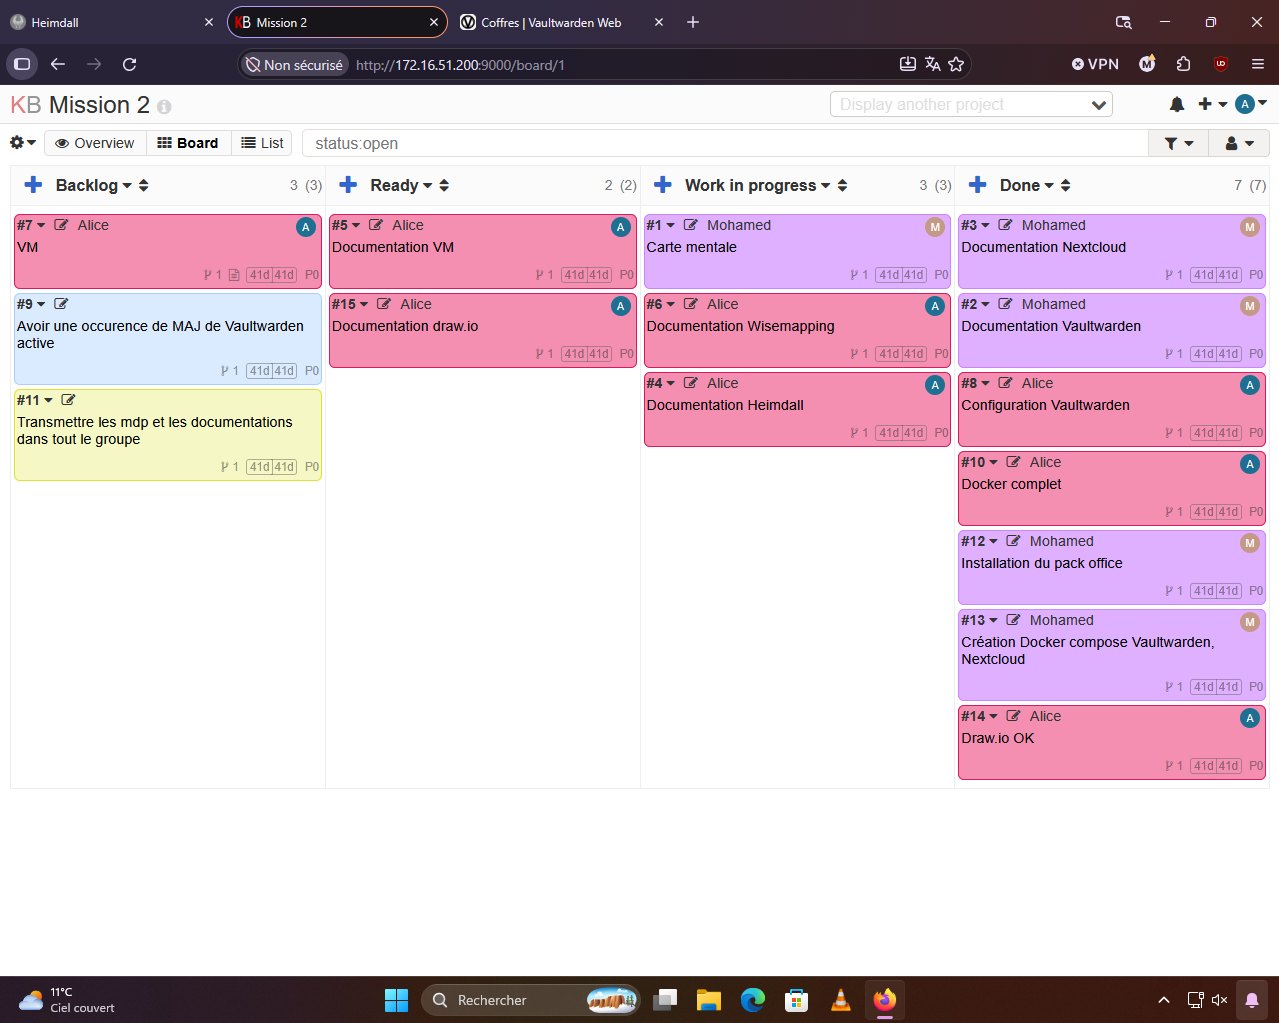 Heimdall
KB Mission 2
Coffres | Vaultwarden Web
Non sécurisé http://172.16.51.200:9000/board/1
VPN
M
UD
KB Mission 2
Display another project
A
Overview
Board
List
status:open
Backlog
3 (3)
#7 Alice
A
VM
1 41d 41d P0
#9
Avoir une occurence de MAJ de Vaultwarden
active
1 41d 41d P0
#11
Transmettre les mdp et les documentations
dans tout le groupe
1 41d 41d P0
Ready
2 (2)
#5 Alice
A
Documentation VM
1 41d 41d P0
#15 Alice
A
Documentation draw.io
1 41d 41d P0
Work in progress
3 (3)
#1 Mohamed
M
Carte mentale
1 41d 41d P0
#6 Alice
A
Documentation Wisemapping
1 41d 41d P0
#4 Alice
A
Documentation Heimdall
1 41d 41d P0
Done
7 (7)
#3 Mohamed
M
Documentation Nextcloud
1 41d 41d P0
#2 Mohamed
M
Documentation Vaultwarden
1 41d 41d P0
#8 Alice
A
Configuration Vaultwarden
1 41d 41d P0
#10 Alice
A
Docker complet
1 41d 41d P0
#12 Mohamed
M
Installation du pack office
1 41d 41d P0
#13 Mohamed
M
Création Docker compose Vaultwarden,
Nextcloud
1 41d 41d P0
#14 Alice
A
Draw.io OK
1 41d 41d P0
11°C
Ciel couvert
Rechercher